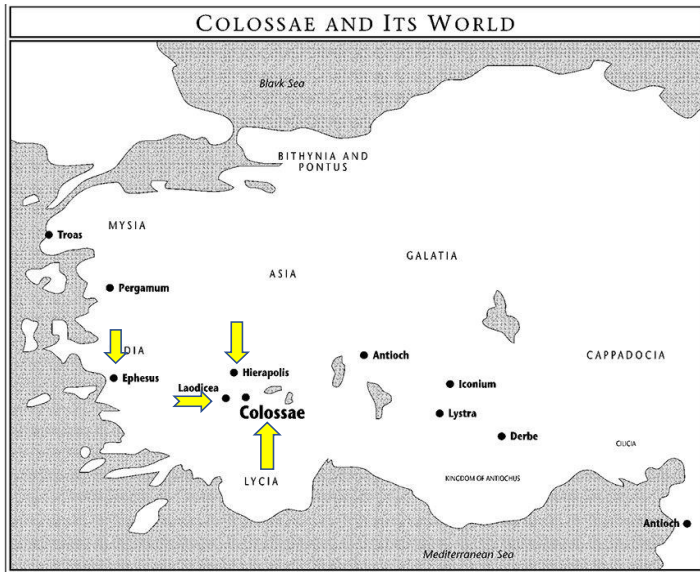 COLOSSAE AND ITS WORLD
Blavk Sea
BITHYNIA AND
PONTUS
MYSIA
Troas
GALATIA
ASIA
Pergamum
DIA
CAPPADOCIA
Antioch
Hierapolis
Ephesus
Iconium
Laodicea
Colossae
Lystra
Derbe
CILICIA
LYCIA
KINGDOM OF ANTIOCHUS
Antioch
Mediterranean Sea